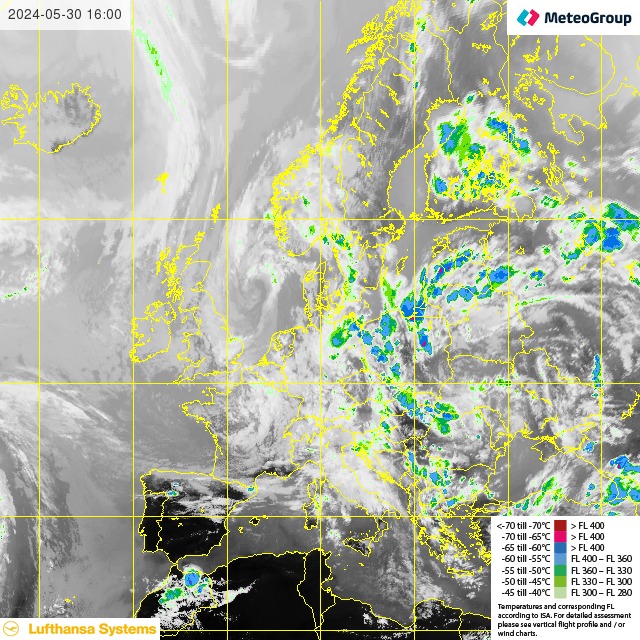 2024-05-30 16:00
MeteoGroup
<-70 till -70°C > FL 400
-70 till -65°C > FL 400
-65 till -60°C > FL 400
-60 till -55°C FL 400 – FL 360
-55 till -50°C FL 360 – FL 330
-50 till -45°C FL 330 – FL 300
-45 till -40°C FL 300 – FL 280
Temperatures and corresponding FL
according to ISA. For detailed assessment
please see vertical flight profile and / or
wind charts.
Lufthansa Systems